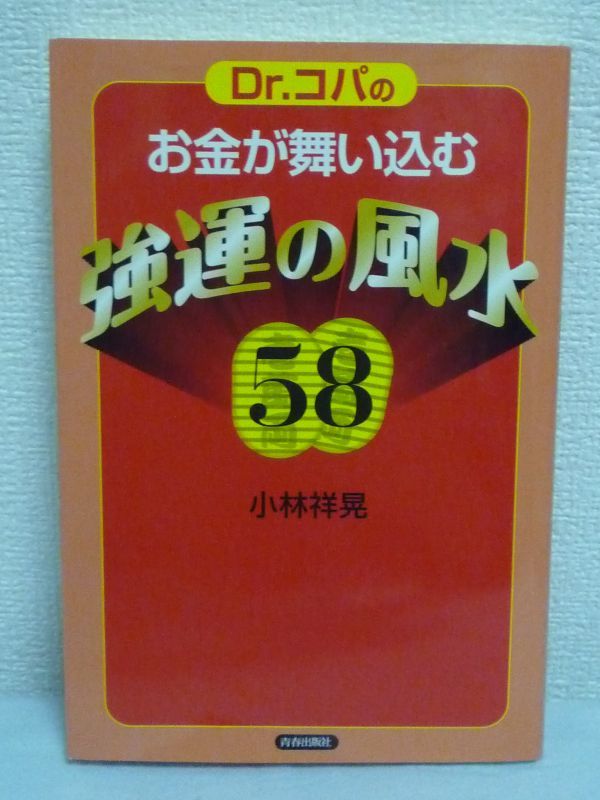 Dr.コパの
お金が舞い込む
強運の風水
58
小林祥晃
青春出版社